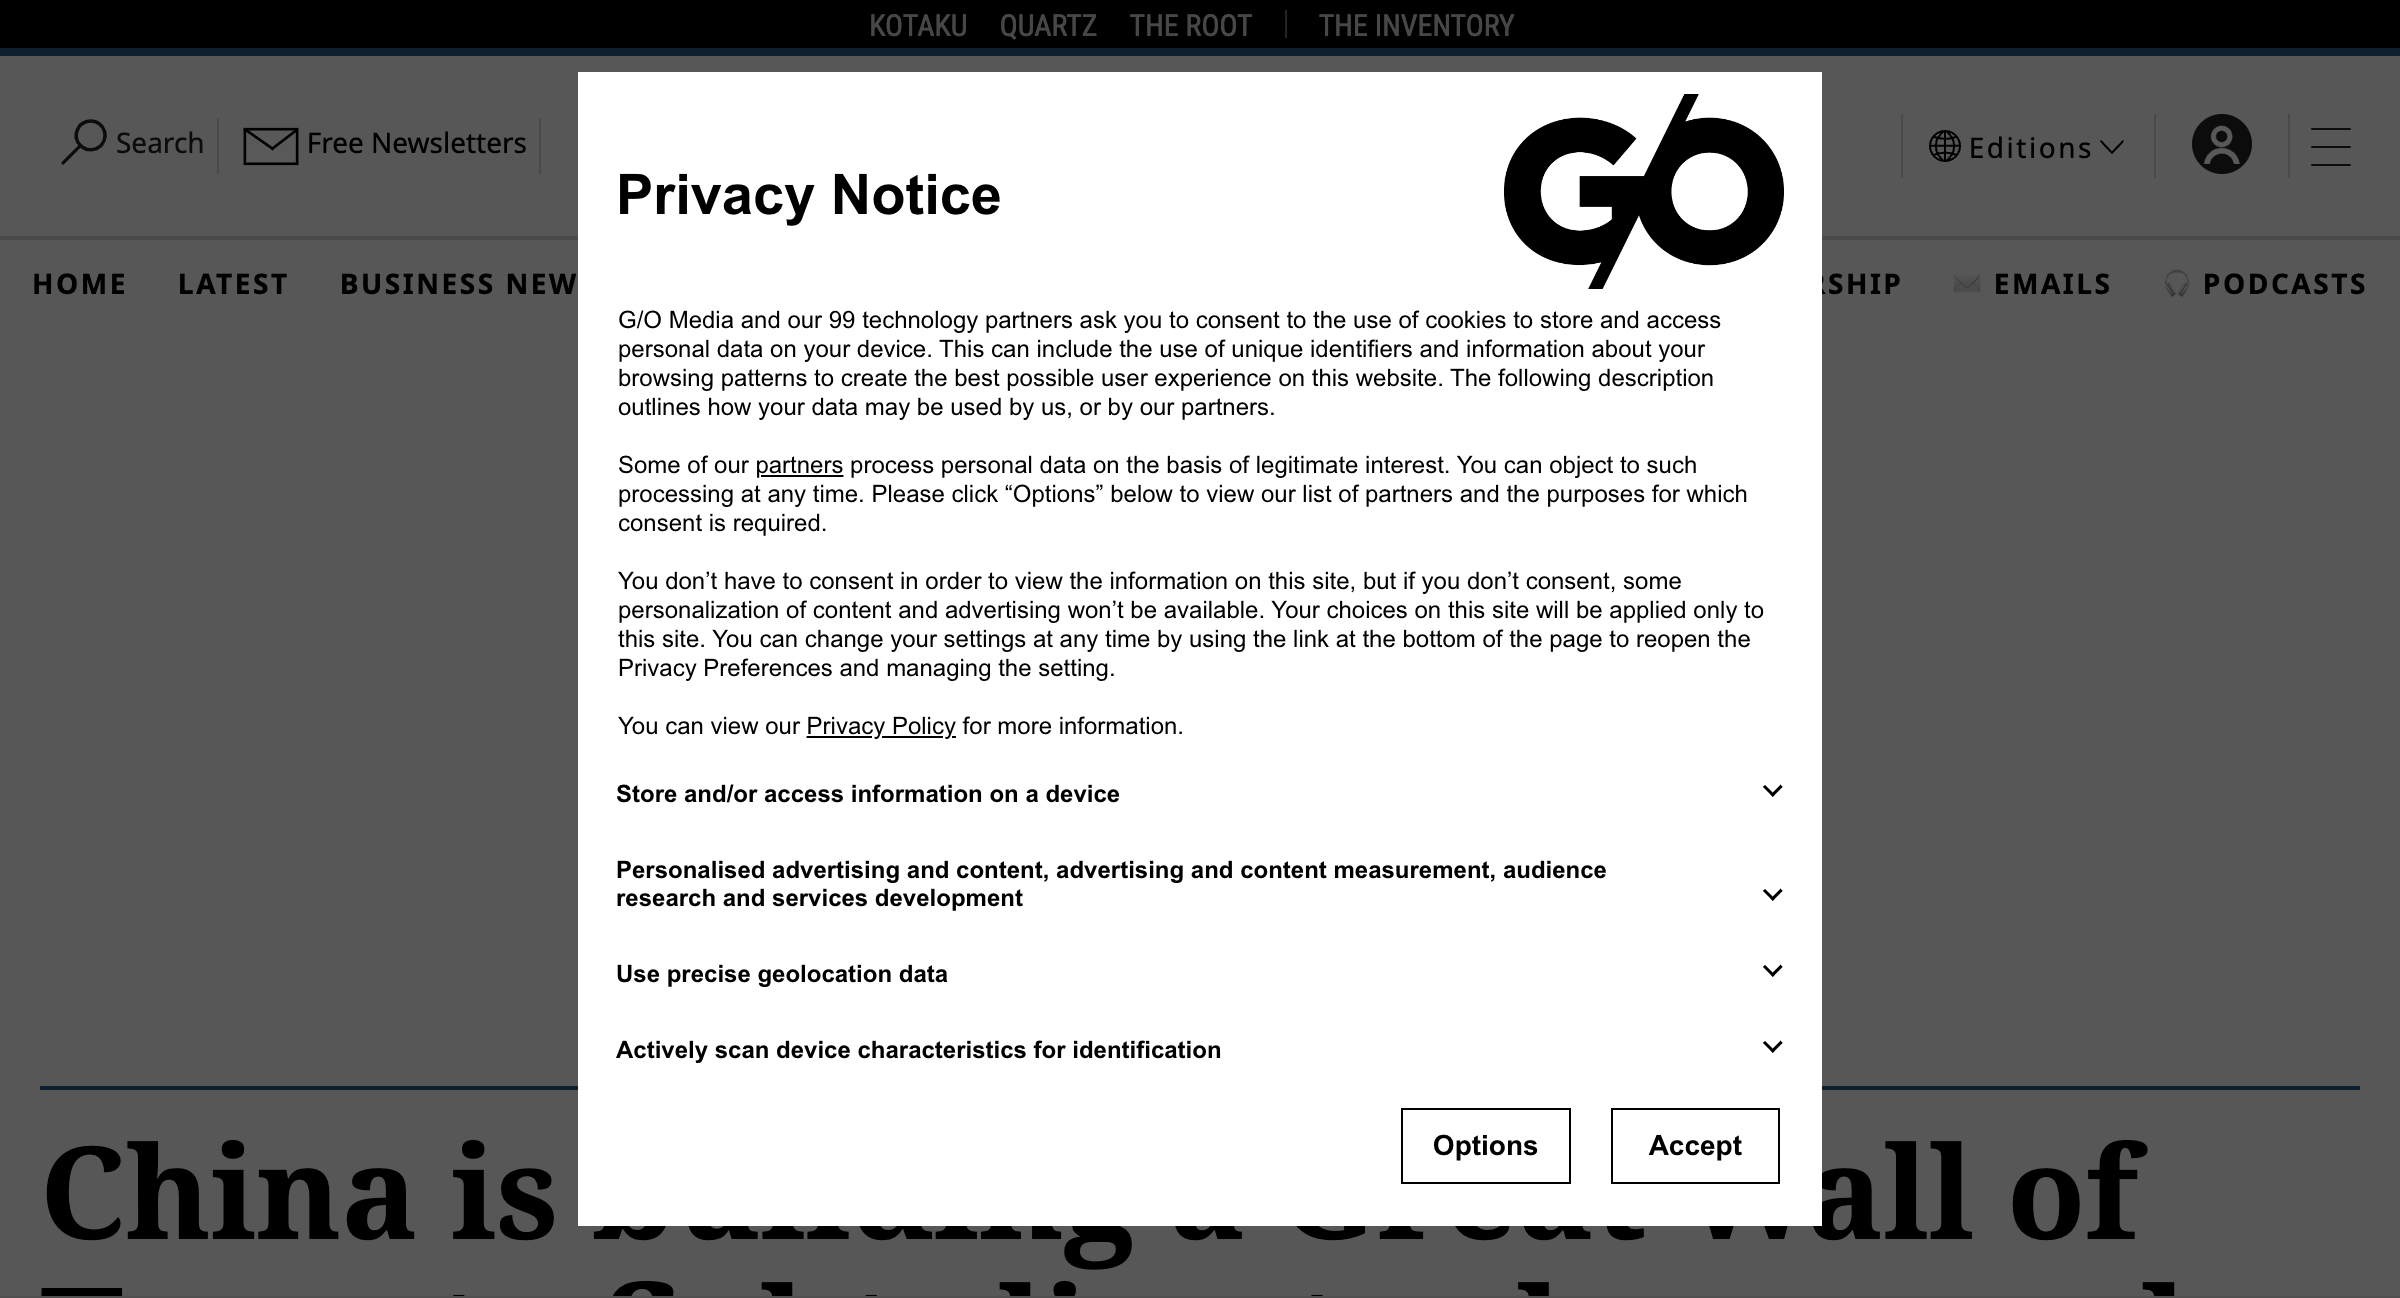 KOTAKU QUARTZ THE ROOT THE INVENTORY
Search Free Newsletters Editions
HOME LATEST BUSINESS NEW EMAILS PODCASTS
Privacy Notice
G/O
G/O Media and our 99 technology partners ask you to consent to the use of cookies to store and access
personal data on your device. This can include the use of unique identifiers and information about your
browsing patterns to create the best possible user experience on this website. The following description
outlines how your data may be used by us, or by our partners.
Some of our partners process personal data on the basis of legitimate interest. You can object to such
processing at any time. Please click “Options” below to view our list of partners and the purposes for which
consent is required.
You don’t have to consent in order to view the information on this site, but if you don’t consent, some
personalization of content and advertising won’t be available. Your choices on this site will be applied only to
this site. You can change your settings at any time by using the link at the bottom of the page to reopen the
Privacy Preferences and managing the setting.
You can view our Privacy Policy for more information.
Store and/or access information on a device
Personalised advertising and content, advertising and content measurement, audience
research and services development
Use precise geolocation data
Actively scan device characteristics for identification
Options Accept
China is building a Great Wall of